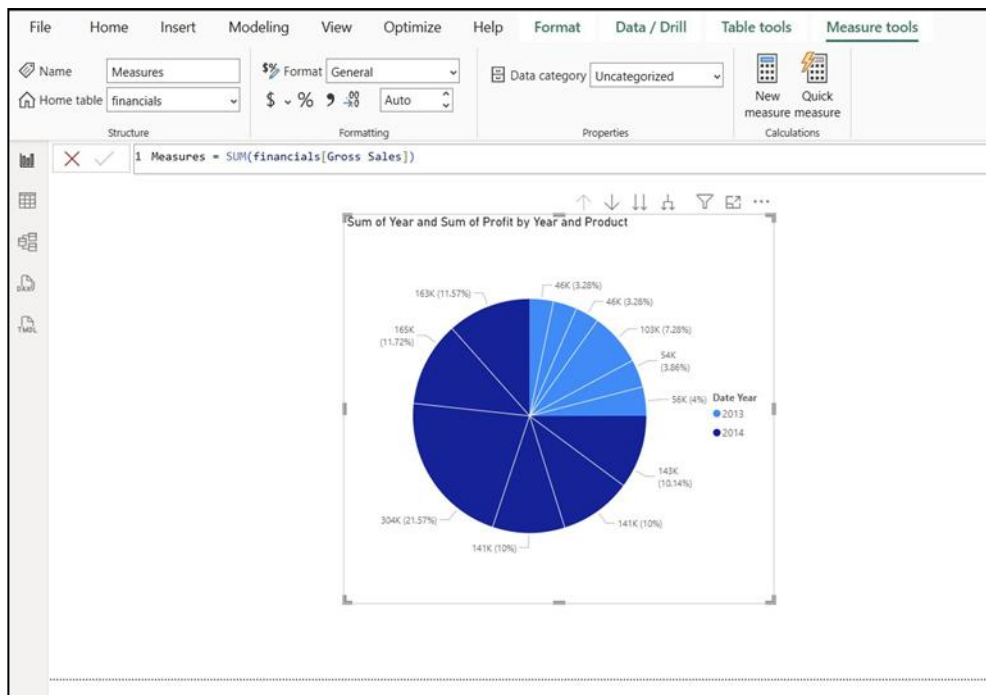 File Home Insert Modeling View Optimize Help Format Data / Drill Table tools Measure tools
Name Measures
$% Format General
Data category Uncategorized
New measure
Quick measure
Home table financials
$ % Auto
Structure
Formatting
Properties
Calculations
1 Measures = SUM(financials[Gross Sales])
Sum of Year and Sum of Profit by Year and Product
163K (11.57%)
46K (3.28%)
46K (3.28%)
165K
(11.72%)
103K (7.28%)
54K
(3.86%)
56K (4%)
Date Year
2013
2014
143K
(10.14%)
304K (21.57%)
141K (10%)
141K (10%)